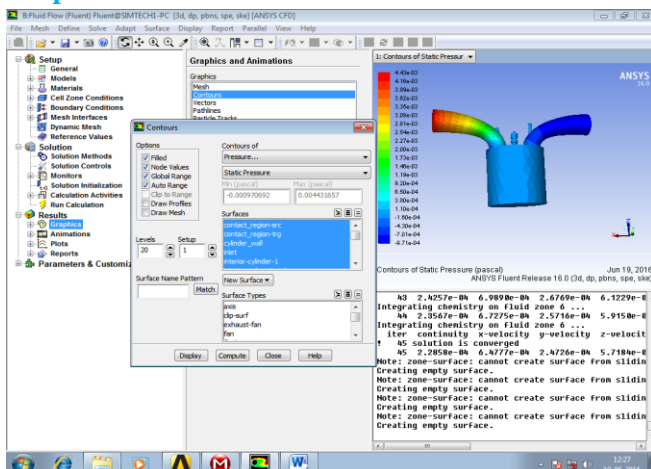 B:Fluid Flow (Fluent) Fluent@SIMTECH1-PC [3d, dp, pbns, spe, ske] [ANSYS CFD]
File Mesh Define Solve Adapt Surface Display Report Parallel View Help
Setup
General
Models
Materials
Cell Zone Conditions
Boundary Conditions
Mesh Interfaces
Dynamic Mesh
Reference Values
Solution
Solution Methods
Solution Controls
Monitors
Solution Initialization
Calculation Activities
Run Calculation
Results
Graphics
Animations
Plots
Reports
Parameters & Customiz
Graphics and Animations
Graphics
Mesh
Contours
Vectors
Pathlines
Particle Tracks
Contours
Options
Filled
Node Values
Global Range
Auto Range
Clip to Range
Draw Profiles
Draw Mesh
Levels Setup
20 1
Surface Name Pattern
Match
Contours of
Pressure...
Static Pressure
Min (pascal) Max (pascal)
-0.000970692 0.004431657
Surfaces
contact_region-src
contact_region-trg
cylinder_wall
inlet
interior-cylinder-1
New Surface
Surface Types
axis
clip-surf
exhaust-fan
fan
Display Compute Close Help
1: Contours of Static Pressur
4.43e-03
4.16e-03
3.89e-03
3.62e-03
3.35e-03
3.08e-03
2.81e-03
2.54e-03
2.27e-03
2.00e-03
1.73e-03
1.46e-03
1.19e-03
9.20e-04
6.50e-04
3.80e-04
1.10e-04
-1.60e-04
-4.30e-04
-7.01e-04
-9.71e-04
ANSYS
16.0
Contours of Static Pressure (pascal) Jun 19, 2016
ANSYS Fluent Release 16.0 (3d, dp, pbns, spe, ske)
43 2.4257e-04 6.9890e-04 2.6769e-04 6.1229e-0
Integrating chemistry on fluid zone 6 ...
44 2.3567e-04 6.7275e-04 2.5716e-04 5.9150e-0
Integrating chemistry on fluid zone 6 ...
iter continuity x-velocity y-velocity z-velocit
! 45 solution is converged
45 2.2858e-04 6.4777e-04 2.4726e-04 5.7184e-0
Note: zone-surface: cannot create surface from slidin
Creating empty surface.
Note: zone-surface: cannot create surface from slidin
Creating empty surface.
Note: zone-surface: cannot create surface from slidin
Creating empty surface.
Note: zone-surface: cannot create surface from slidin
Creating empty surface.
12:27